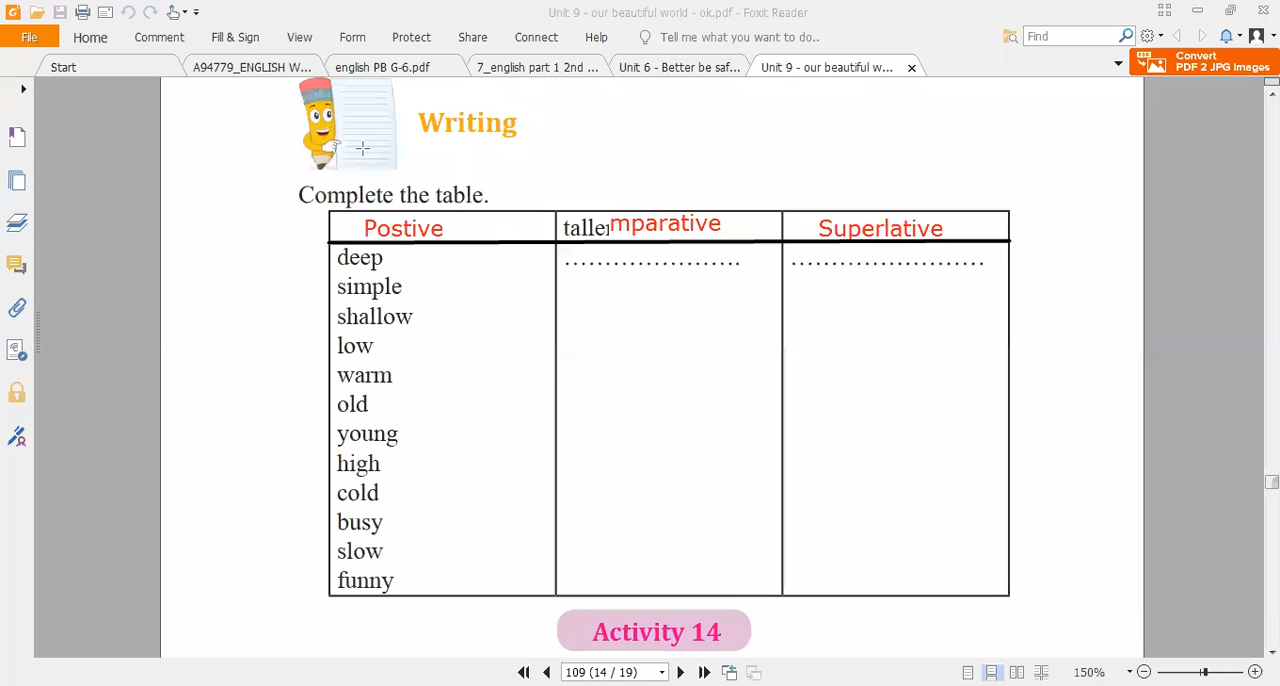 Unit 9 - our beautiful world - ok.pdf - Foxit Reader
File Home Comment Fill & Sign View Form Protect Share Connect Help Tell me what you want to do.. Find
Start A94779_ENGLISH W... english PB G-6.pdf 7_english part 1 2nd ... Unit 6 - Better be saf... Unit 9 - our beautiful w... Convert
PDF 2 JPG Images
Writing
Complete the table.
Postive taller mparative Superlative
deep ...................... ........................
simple
shallow
low
warm
old
young
high
cold
busy
slow
funny
Activity 14
109 (14 / 19) 150%